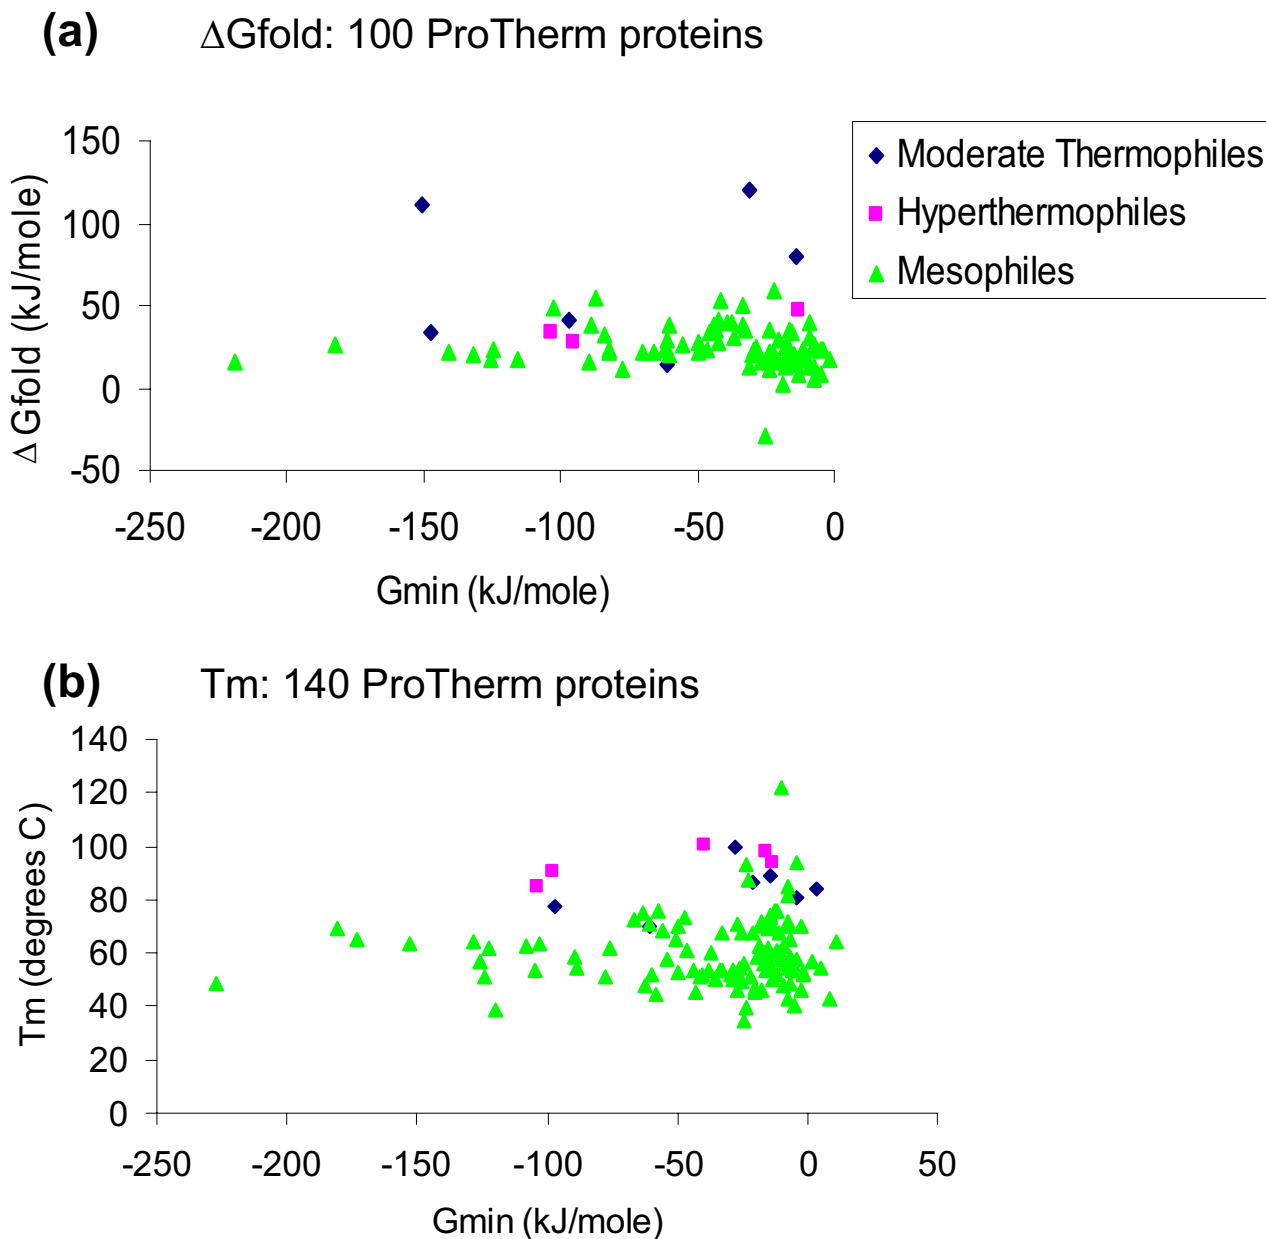 (a) ΔGfold: 100 ProTherm proteins
150
100
50
0
-50
Δ Gfold (kJ/mole)
-250 -200 -150 -100 -50 0
Gmin (kJ/mole)
Moderate Thermophiles
Hyperthermophiles
Mesophiles
(b) Tm: 140 ProTherm proteins
140
120
100
80
60
40
20
0
Tm (degrees C)
-250 -200 -150 -100 -50 0 50
Gmin (kJ/mole)